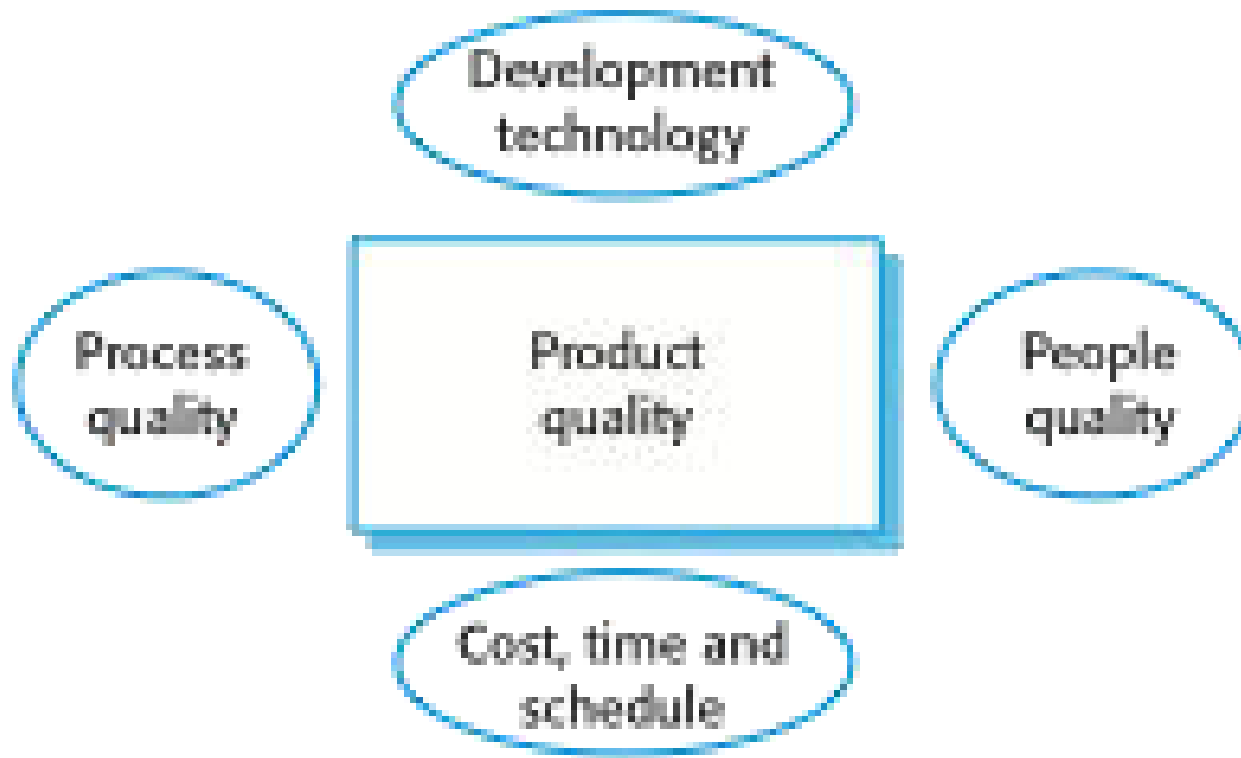 Development
technology
Process
quality
Product
quality
People
quality
Cost, time and
schedule